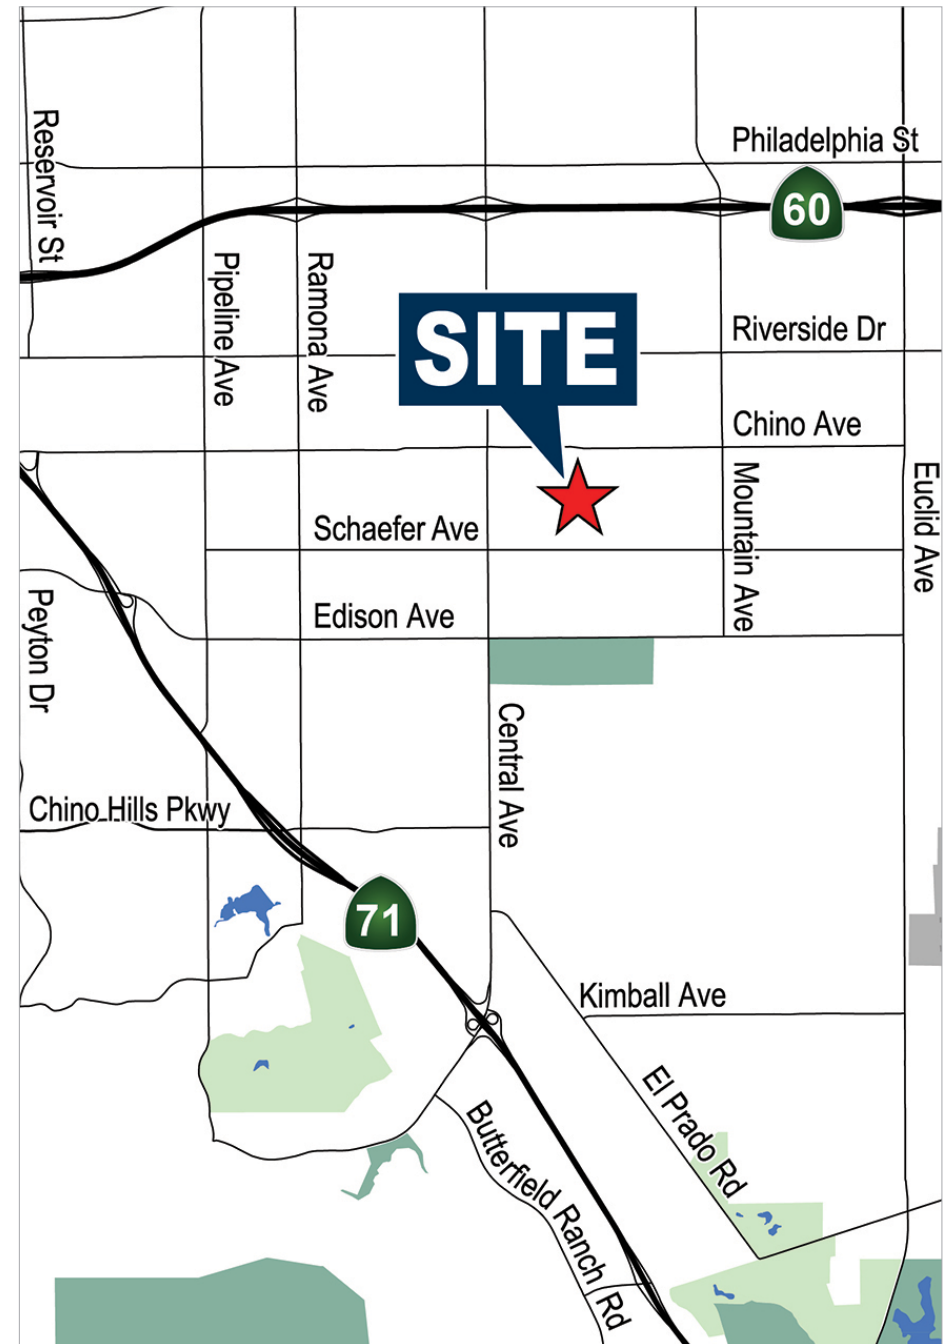 Philadelphia St
Reservoir St
60
Pipeline Ave
Ramona Ave
SITE
Riverside Dr
Chino Ave
Mountain Ave
Euclid Ave
Schaefer Ave
Peyton Dr
Edison Ave
Central Ave
Chino Hills Pkwy
71
Kimball Ave
El Prado Rd
Butterfield Ranch Rd